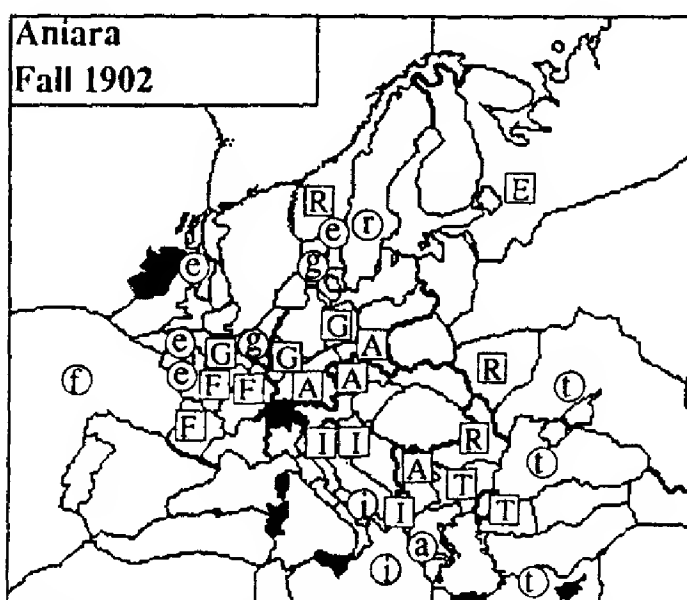 Aniara
Fall 1902
E
R
e r
e g
G
e G g G A
f e F F A A R t
F I I R
A t
T
i I T
a
i t